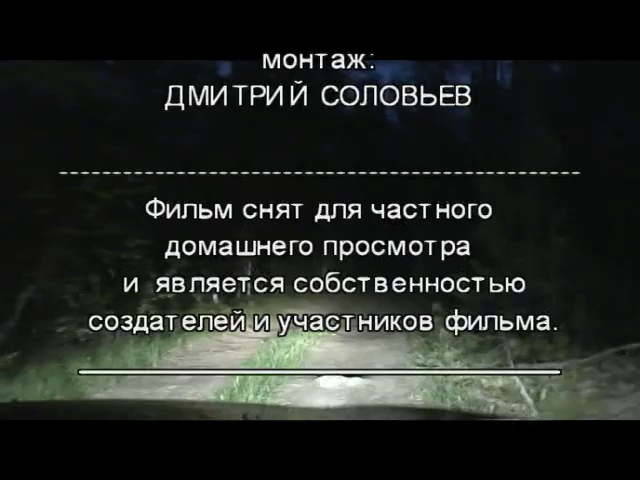 монтаж:
ДМИТРИЙ СОЛОВЬЕВ
Фильм снят для частного
домашнего просмотра
и является собственностью
создателей и участников фильма.